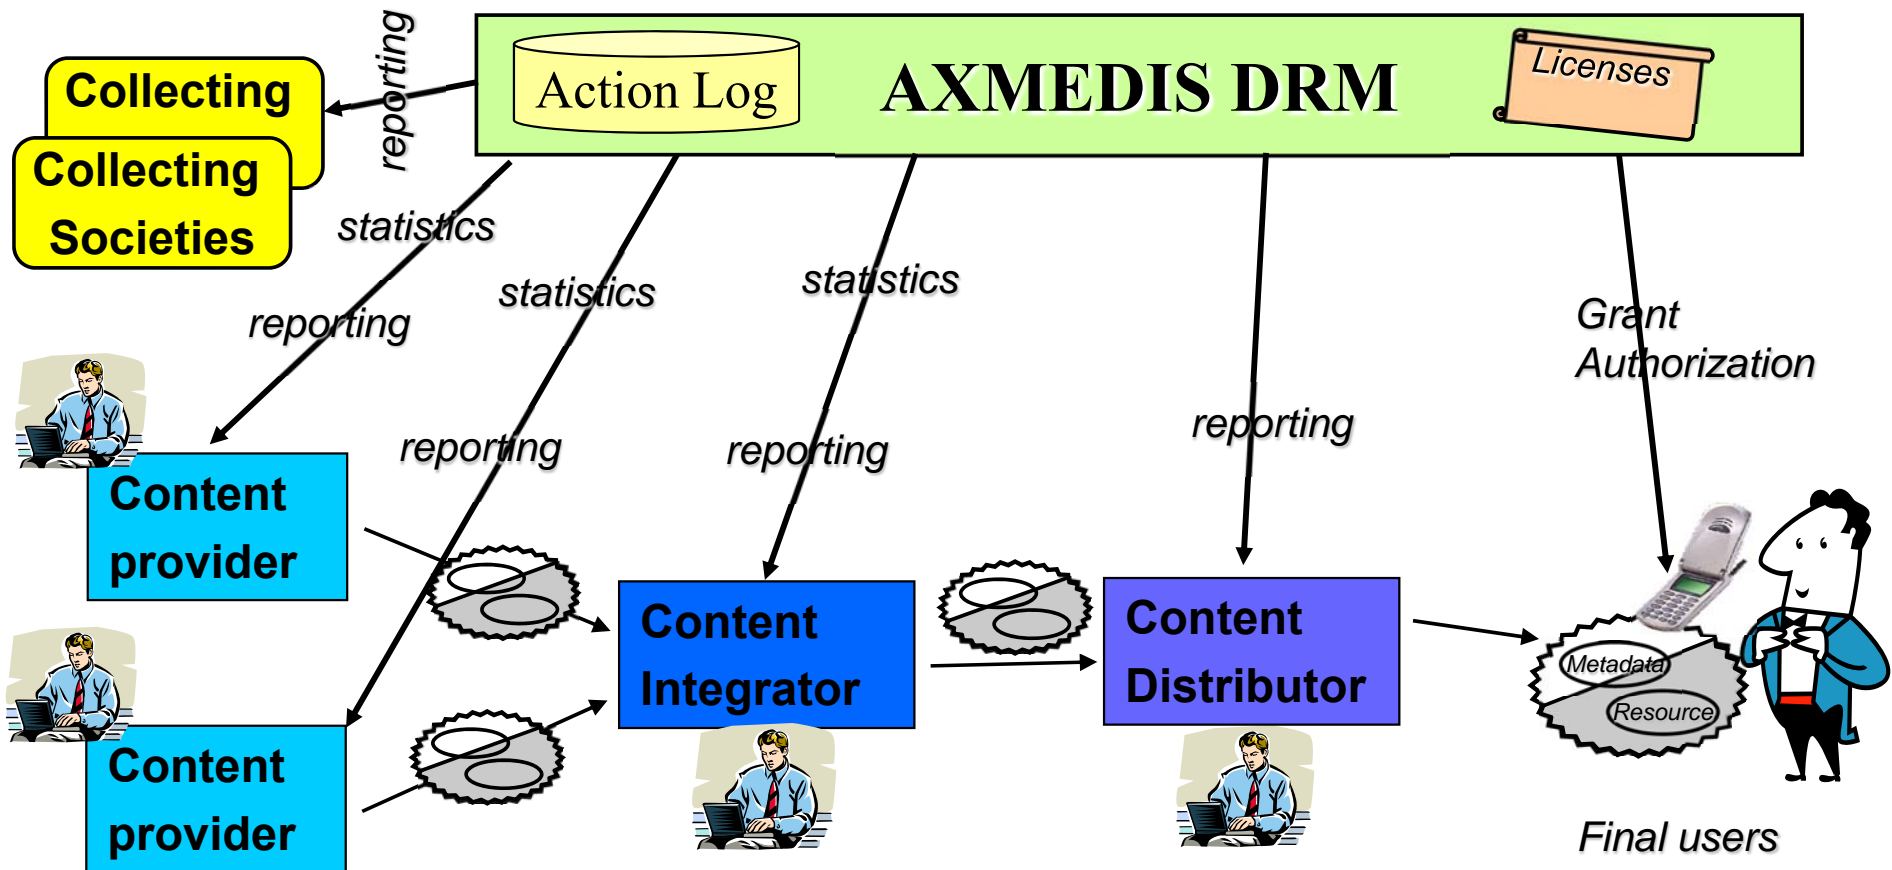 reporting
Action Log
AXMEDIS DRM
Licenses
Collecting
Collecting
Societies
statistics
statistics
statistics
reporting
reporting
reporting
reporting
Grant
Authorization
Content
provider
Content
provider
Content
Integrator
Content
Distributor
Metadata
Resource
Final users